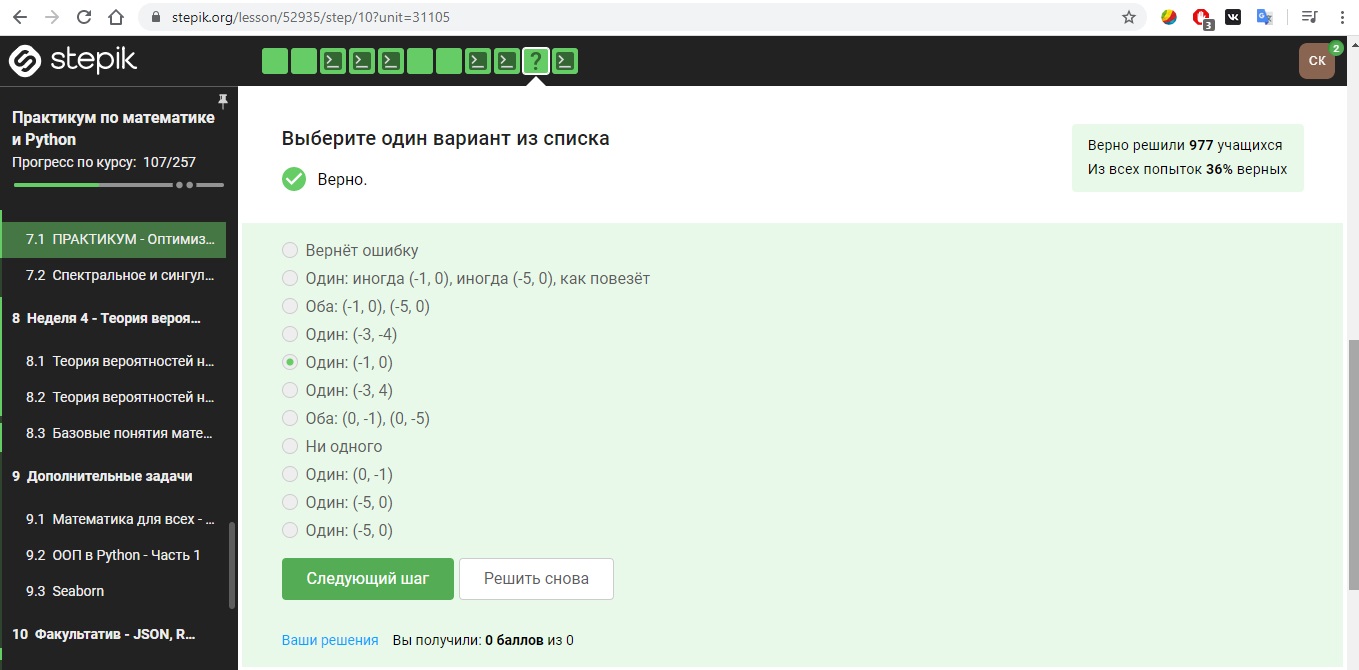 stepik.org/lesson/52935/step/10?unit=31105
3
stepik
СК
2
Практикум по математике
и Python
Прогресс по курсу: 107/257
7.1 ПРАКТИКУМ - Оптимиз...
7.2 Спектральное и сингул...
8 Неделя 4 - Теория вероя...
8.1 Теория вероятностей н...
8.2 Теория вероятностей н...
8.3 Базовые понятия мате...
9 Дополнительные задачи
9.1 Математика для всех - ...
9.2 ООП в Python - Часть 1
9.3 Seaborn
10 Факультатив - JSON, R...
Выберите один вариант из списка
Верно.
Верно решили 977 учащихся
Из всех попыток 36% верных
Вернёт ошибку
Один: иногда (-1, 0), иногда (-5, 0), как повезёт
Оба: (-1, 0), (-5, 0)
Один: (-3, -4)
Один: (-1, 0)
Один: (-3, 4)
Оба: (0, -1), (0, -5)
Ни одного
Один: (0, -1)
Один: (-5, 0)
Один: (-5, 0)
Следующий шаг
Решить снова
Ваши решения Вы получили: 0 баллов из 0